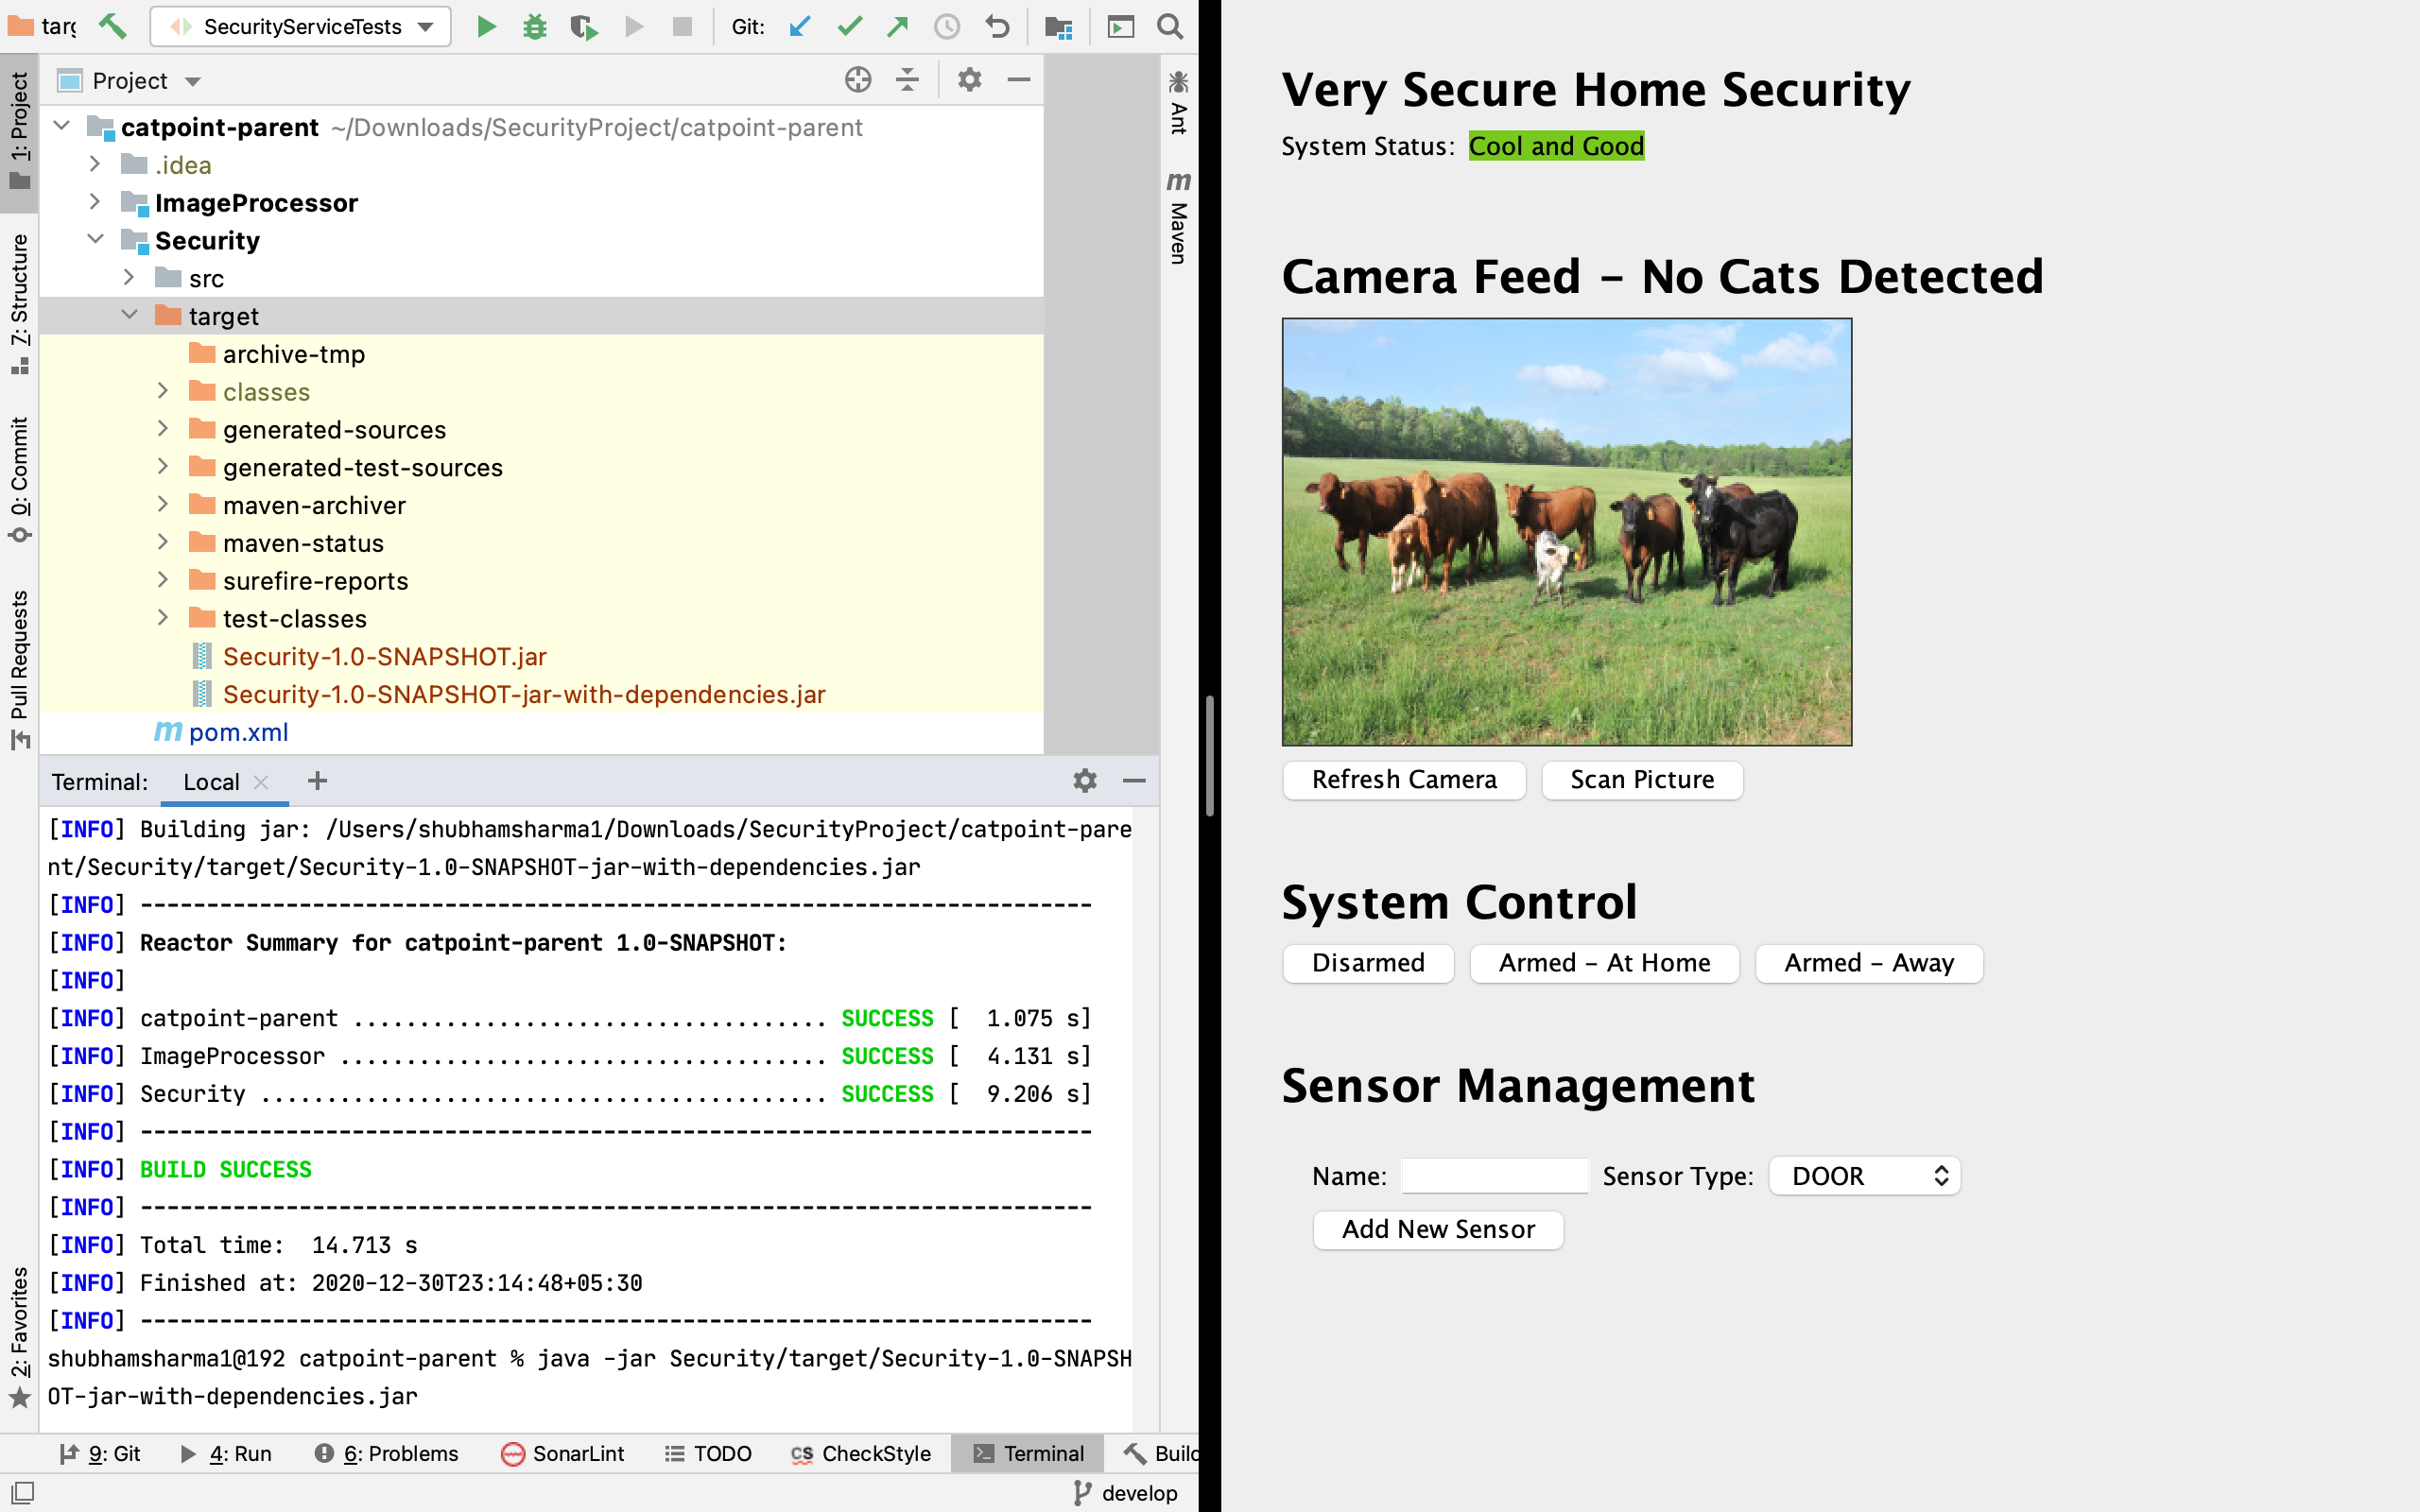 targ
SecurityServiceTests
Git:
1: Project
Z: Structure
0: Commit
Pull Requests
2: Favorites
Project
catpoint-parent ~/Downloads/SecurityProject/catpoint-parent
.idea
ImageProcessor
Security
src
target
archive-tmp
classes
generated-sources
generated-test-sources
maven-archiver
maven-status
surefire-reports
test-classes
Security-1.0-SNAPSHOT.jar
Security-1.0-SNAPSHOT-jar-with-dependencies.jar
m pom.xml
Ant
m Maven
Terminal: Local
[INFO] Building jar: /Users/shubhamsharma1/Downloads/SecurityProject/catpoint-pare
nt/Security/target/Security-1.0-SNAPSHOT-jar-with-dependencies.jar
[INFO] ------------------------------------------------------------------------
[INFO] Reactor Summary for catpoint-parent 1.0-SNAPSHOT:
[INFO]
[INFO] catpoint-parent .................................... SUCCESS [  1.075 s]
[INFO] ImageProcessor ..................................... SUCCESS [  4.131 s]
[INFO] Security ........................................... SUCCESS [  9.206 s]
[INFO] ------------------------------------------------------------------------
[INFO] BUILD SUCCESS
[INFO] ------------------------------------------------------------------------
[INFO] Total time:  14.713 s
[INFO] Finished at: 2020-12-30T23:14:48+05:30
[INFO] ------------------------------------------------------------------------
shubhamsharma1@192 catpoint-parent % java -jar Security/target/Security-1.0-SNAPSH
OT-jar-with-dependencies.jar
9: Git 4: Run 6: Problems SonarLint TODO CS CheckStyle Terminal Build
develop
Very Secure Home Security
System Status: Cool and Good
Camera Feed - No Cats Detected
Refresh Camera Scan Picture
System Control
Disarmed Armed - At Home Armed - Away
Sensor Management
Name: Sensor Type: DOOR
Add New Sensor